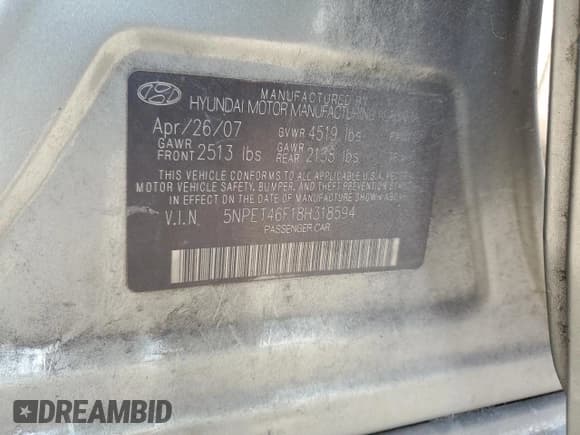 MANUFACTURED BY
HYUNDAI MOTOR MANUFACTURING
Apr/26/07 GVWR 4519 lbs
GAWR FRONT 2513 lbs GAWR REAR 2135 lbs
THIS VEHICLE CONFORMS TO ALL APPLICABLE U.S.
MOTOR VEHICLE SAFETY, BUMPER, AND THEFT PREVENTION
STANDARDS IN EFFECT ON THE DATE OF MANUFACTURE SHOWN
V.I.N. 5NPET46F18H318594
PASSENGER CAR
DREAMBID